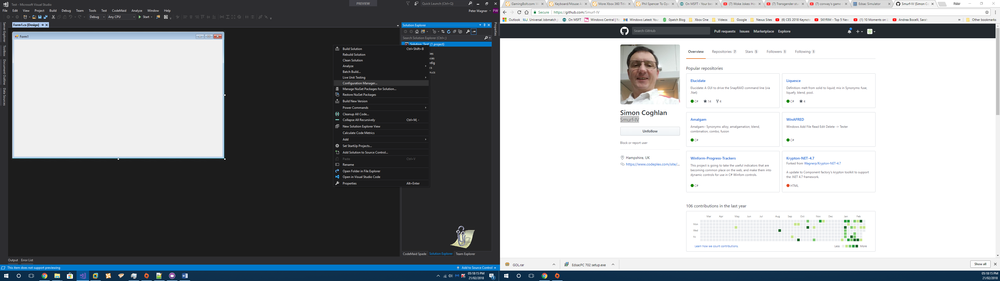 Test - Microsoft Visual Studio
PREVIEW
Quick Launch (Ctrl+Q)
File Edit View Project Build Debug Team Tools Test CodeMaid Analyze Window Help
Peter Wagner PW
Debug Any CPU Start
Server Explorer
Toolbox
Document Outline
Data Sources
Form1.cs [Design]
Form1
Solution Explorer
Properties
Search Solution Explorer (Ctrl+;)
Solution 'Test' (1 project)
Build Solution Ctrl+Shift+B
Rebuild Solution
Clean Solution
Analyze
Batch Build...
Live Unit Testing
Configuration Manager...
Manage NuGet Packages for Solution...
Restore NuGet Packages
Build New Version
Power Commands
Cleanup All Code...
Collapse All Recursively Ctrl+M, -
New Solution Explorer View
Calculate Code Metrics
Add
Set StartUp Projects...
Add Solution to Source Control...
Paste Ctrl+V
Rename
Open Folder in File Explorer
Open in Visual Studio Code
Properties Alt+Enter
CodeMaid Spade Solution Explorer Team Explorer
Output Error List
This item does not support previewing
Add to Source Control
05:18:15 PM
21/02/2018
GamingBolt.com: Vi
Keyboard/Mouse Au
More Xbox 360 Title
Phil Spencer To Ope
On MSFT - Your bes
(7) Woke Jokes: Ho
(7) Transgender stu
(7) conway's game
Edsac Simulator
Smurf-IV (Simon Co
Peter
Secure https://github.com/Smurf-IV
Outlook
Universal Jobmatch
On MSFT
Windows Central
Windows Latest: You
0patch Blog
Xbox One
Videos
Google
Nexus Sites
(6) CES 2018 Keynote
SKYRIM - Top 5 New
(1) 10 Moments on
Andrea Bocelli, Sarah
Other bookmarks
Search GitHub
Pull requests Issues Marketplace Explore
Overview Repositories 7 Stars 5 Followers 1 Following 1
Simon Coghlan
Smurf-IV
Unfollow
Block or report user
Hampshire, UK
https://www.codeplex.com/site/...
Popular repositories
Elucidate
Elucidate: A GUI to drive the SnapRAID command line (via
.Net)
C# 14 4
Liquesce
Definition: melt from solid to liquid; mix in Synonyms: fuse,
liquefy, blend, pool.
C# 4
Amalgam
Amalgam:- Synonyms: alloy, amalgamation, blend,
combination, combo, fusion
C#
WinAFRED
Windows Add File Read Edit Delete -> Tester
C#
Winform-Progress-Trackers
This project is going to take the useful indicators that are
becoming common place on the web, and make them into
dynamic controls for use in C# Winfom controls.
C#
Krypton-NET-4.7
Forked from Wagnerp/Krypton-NET-4.7
A update to Component factory's krypton toolkit to support
the .NET 4.7 framework.
HTML
106 contributions in the last year
Mar Apr May Jun Jul Aug Sep Oct Nov Dec Jan Feb
Mon
Wed
Fri
Learn how we count contributions.
Less More
GOL.rar
EdsacPC 702 setup.exe
Show all
05:18:15 PM
21/02/2018